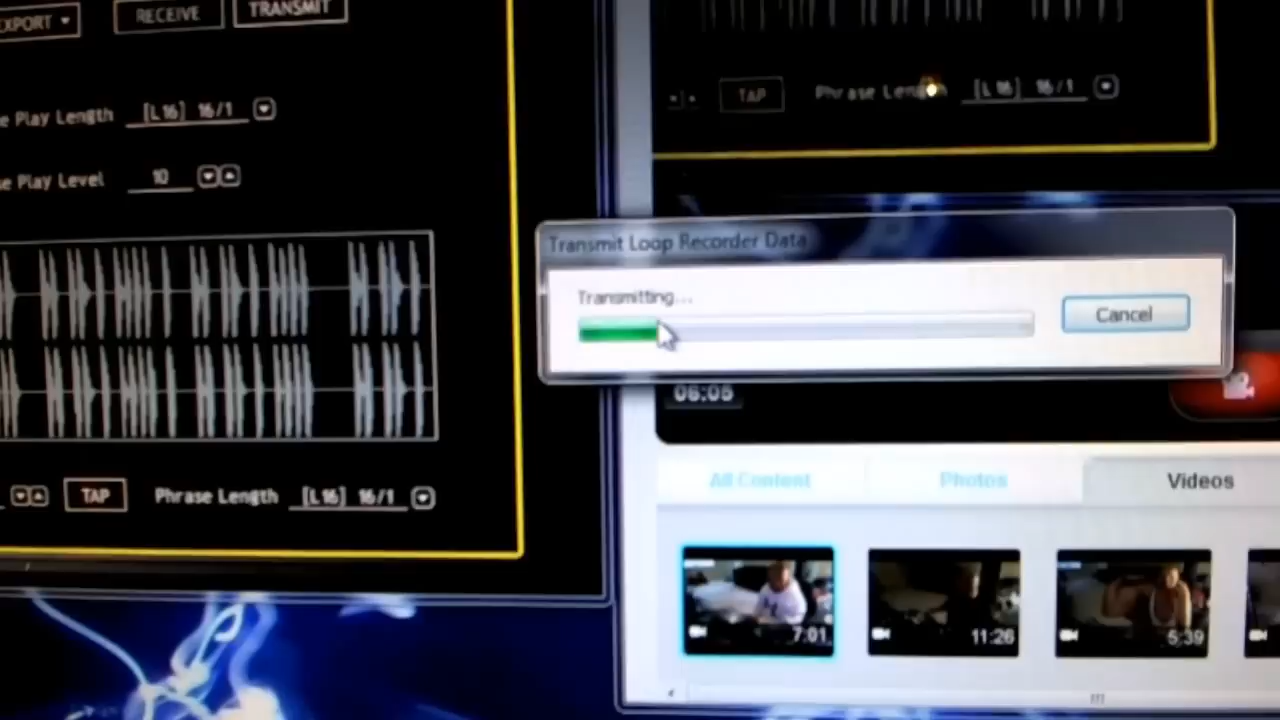 EXPORT
RECEIVE
TRANSMIT
e Play Length [L16] 16/1
e Play Level 10
TAP Phrase Length [L16] 16/1
TAP Phrase Length [L16] 16/1
Transmit Loop Recorder Data
Transmitting...
Cancel
06:05
All Content
Photos
Videos
7:01
11:26
5:39